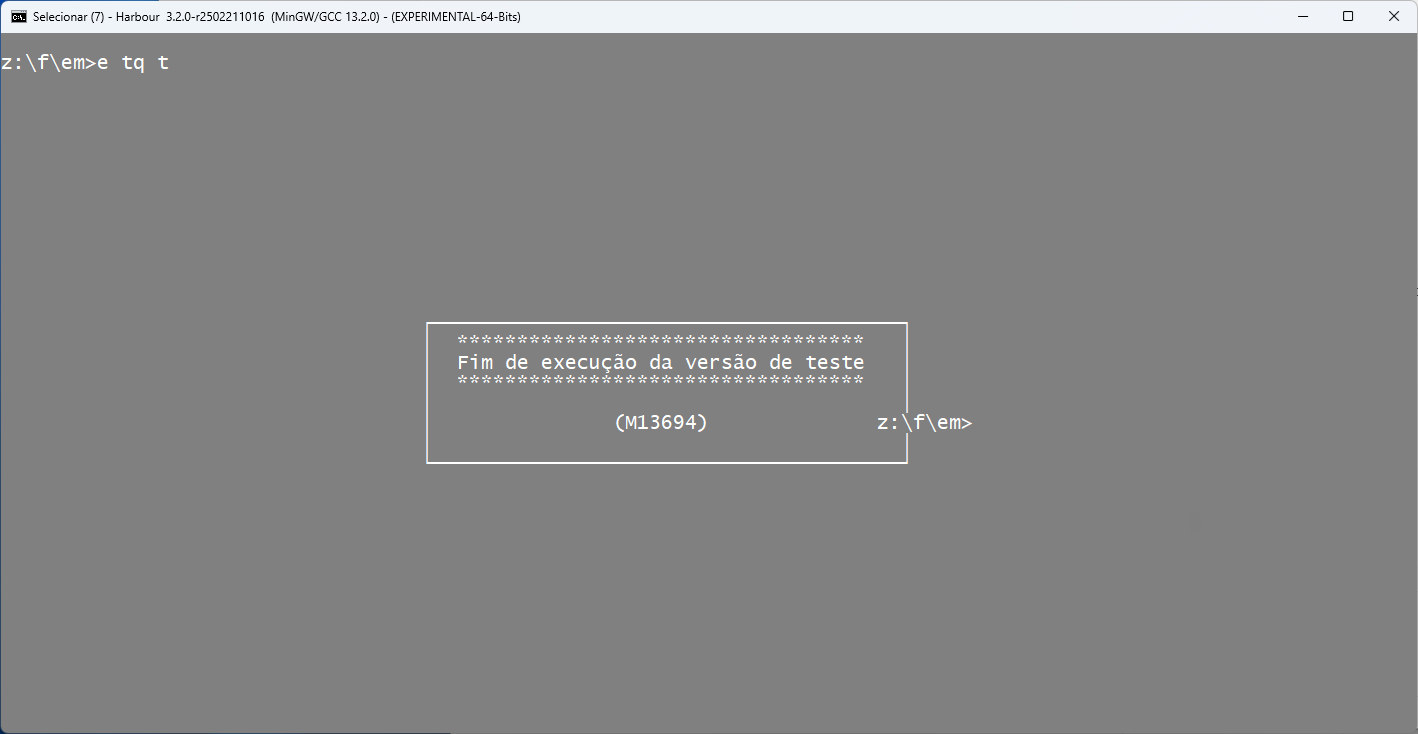 Selecionar (7) - Harbour 3.2.0-r2502211016 (MinGW/GCC 13.2.0) - (EXPERIMENTAL-64-Bits)
z:\f\em>e tq t
**********************************
Fim de execução da versão de teste
**********************************
(M13694) z:\f\em>